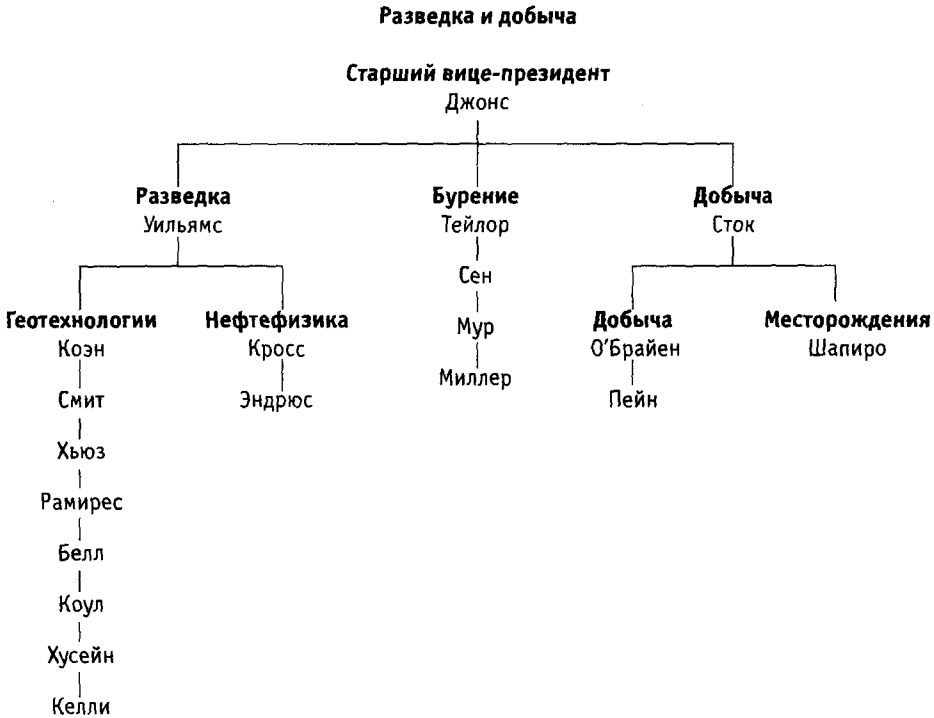 Разведка и добыча
Старший вице-президент
Джонс
Разведка
Уильямс
Бурение
Тейлор
Сен
Мур
Миллер
Добыча
Сток
Геотехнологии
Коэн
Смит
Хьюз
Рамирес
Белл
Коул
Хусейн
Келли
Нефтефизика
Кросс
Эндрюс
Добыча
О'Брайен
Пейн
Месторождения
Шапиро